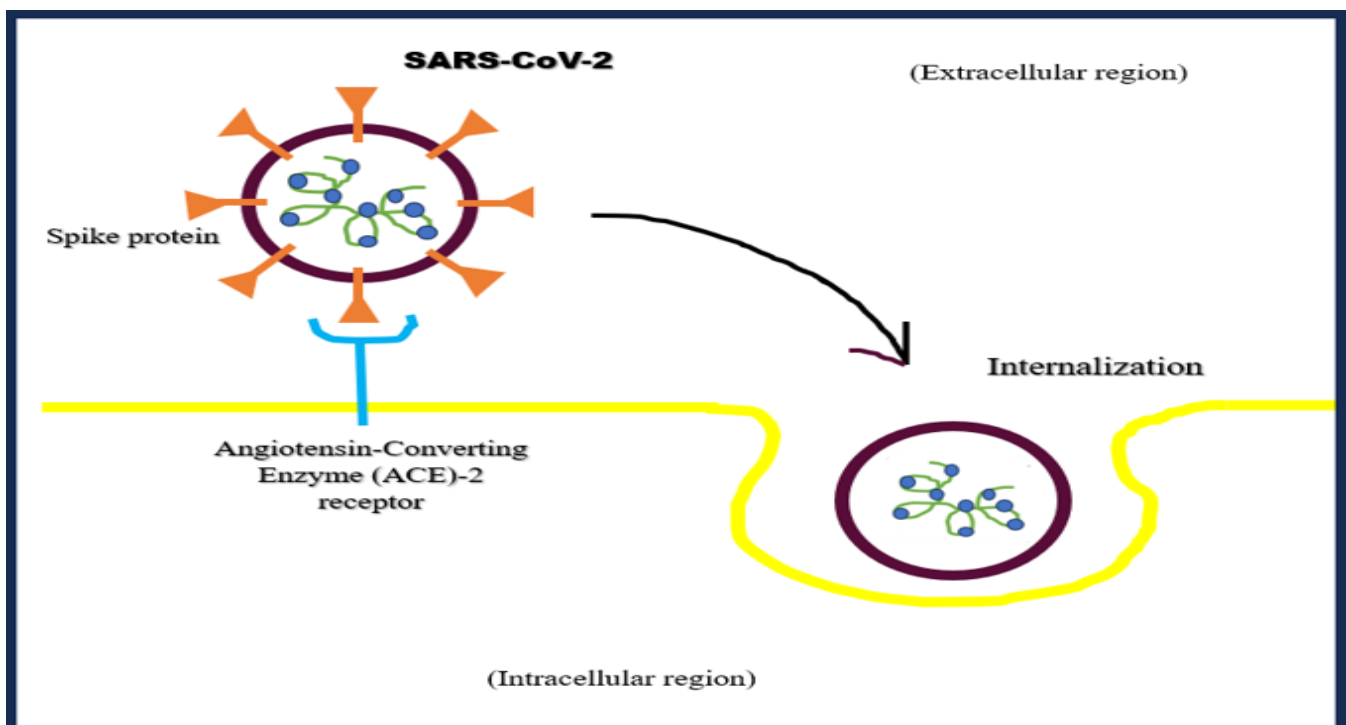 SARS-CoV-2
(Extracellular region)
Spike protein
Internalization
Angiotensin-Converting
Enzyme (ACE)-2
receptor
(Intracellular region)